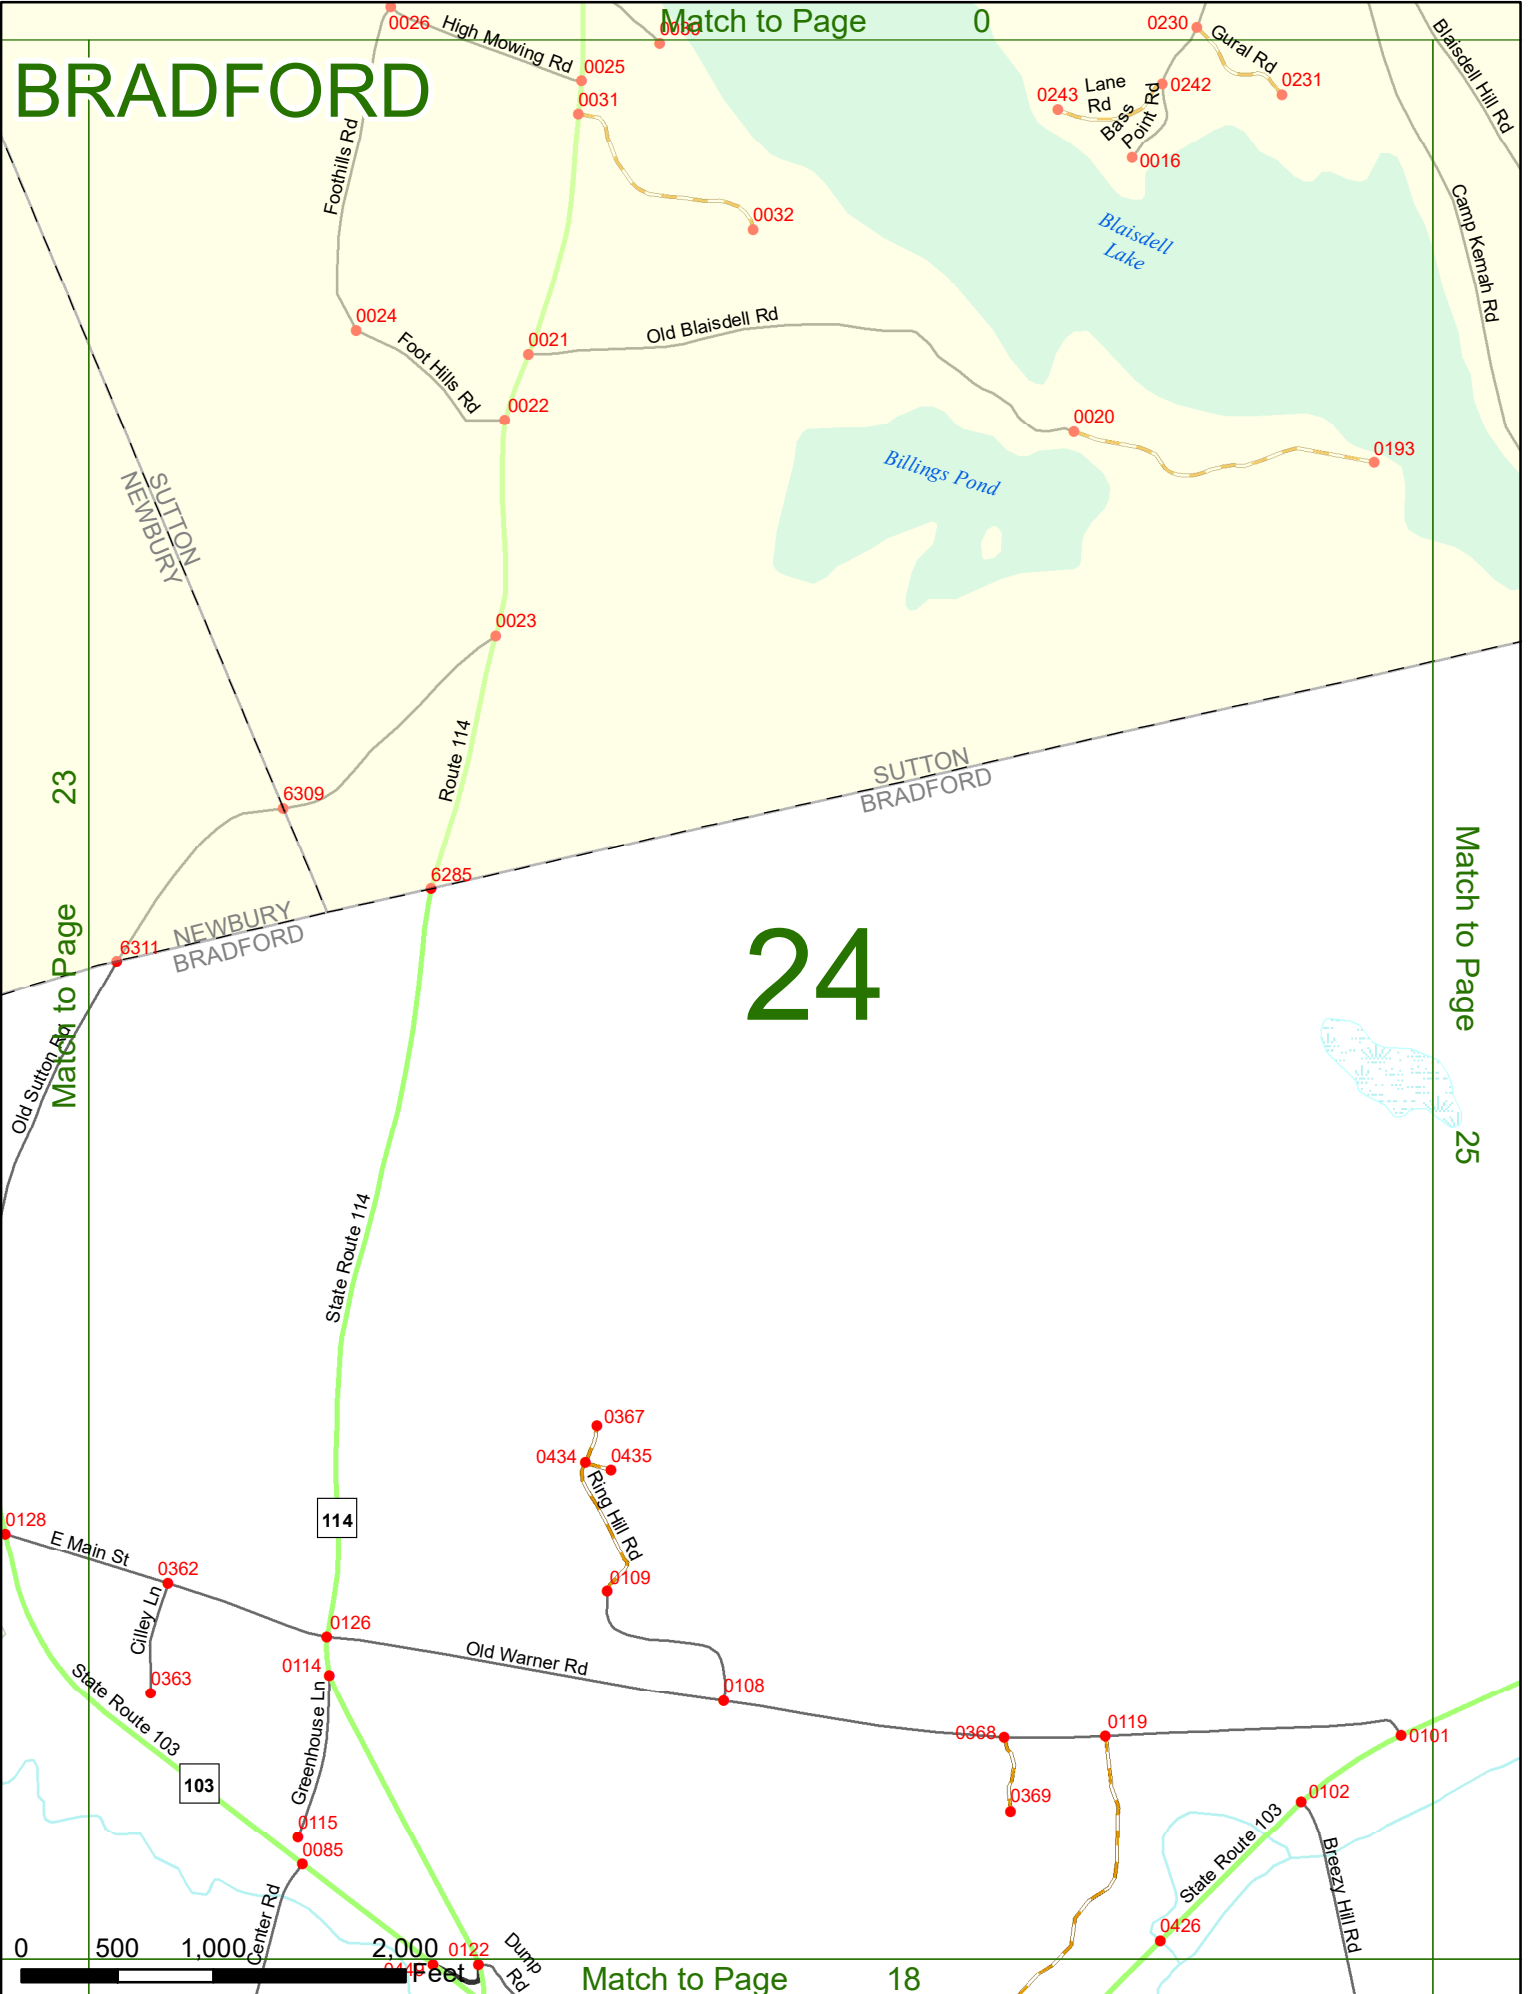 Match to Page 0
BRADFORD
0026
High Mowing Rd
0030
0025
0031
0230
Gural Rd
0231
0242
0243
Lane
Rd
Bass
Point Rd
0016
Blaisdell Hill Rd
Camp Kemah Rd
Foothills Rd
0032
Blaisdell
Lake
0024
Foot Hills Rd
0021
Old Blaisdell Rd
0022
0020
0193
Billings Pond
SUTTON
NEWBURY
0023
Route 114
SUTTON
BRADFORD
6309
6285
NEWBURY
BRADFORD
6311
Match to Page 23
Old Sutton Rd
24
Match to Page 25
State Route 114
0367
0434
0435
Ring Hill Rd
114
0128
E Main St
0362
0109
Cilley Ln
0126
Old Warner Rd
0114
0363
0108
State Route 103
Greenhouse Ln
0368
0119
0101
103
0369
0102
0115
0085
State Route 103
Breezy Hill Rd
Center Rd
0426
0 500 1,000 2,000
Feet
0122
Dump
Rd
Match to Page 18